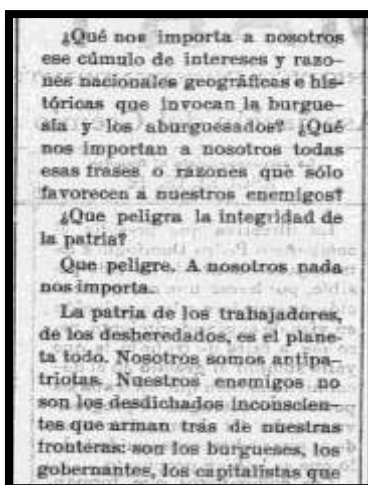 ¿Qué nos importa a nosotros
ese cúmulo de intereses y razo-
nes nacionales geográficas e his-
tóricas que invocan la burgue-
sía y los aburguesados? ¿Qué
nos importan a nosotros todas
esas frases o razones que sólo
favorecen a nuestros enemigos?
¿Que peligra la integridad de
la patria?
Que peligre. A nosotros nada
nos importa.
La patria de los trabajadores,
de los desheredados, es el plane-
ta todo. Nosotros somos antipa-
triotas. Nuestros enemigos no
son los desdichados inconscien-
tes que arman tras de nuestras
fronteras: son los burgueses, los
gobernantes, los capitalistas que